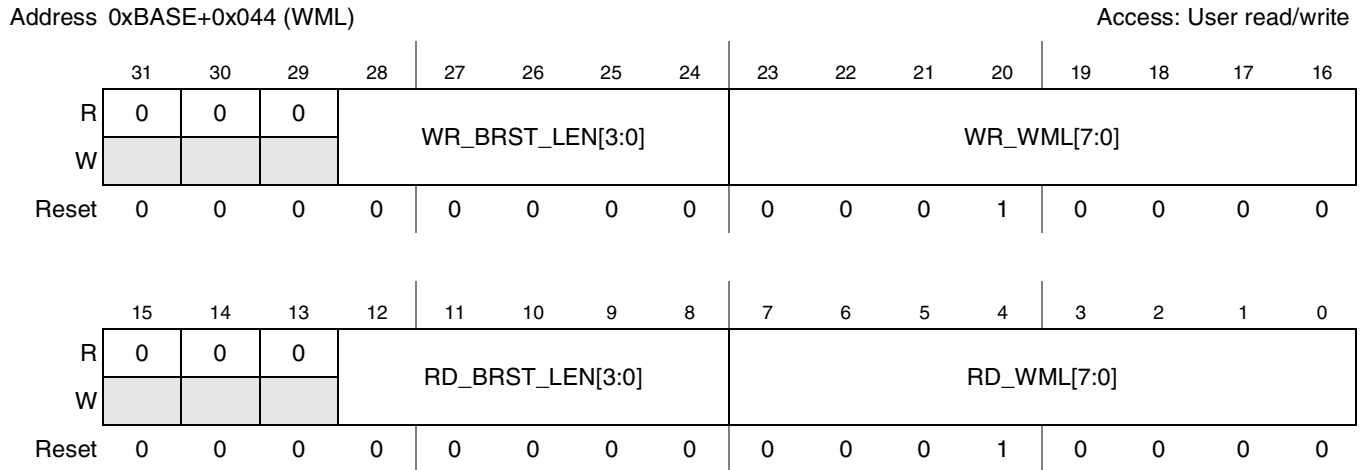 Address 0xBASE+0x044 (WML) Access: User read/write
31 30 29 28 27 26 25 24 23 22 21 20 19 18 17 16
R 0 0 0 WR_BRST_LEN[3:0] WR_WML[7:0]
W
Reset 0 0 0 0 0 0 0 0 0 0 0 1 0 0 0 0
15 14 13 12 11 10 9 8 7 6 5 4 3 2 1 0
R 0 0 0 RD_BRST_LEN[3:0] RD_WML[7:0]
W
Reset 0 0 0 0 0 0 0 0 0 0 0 1 0 0 0 0